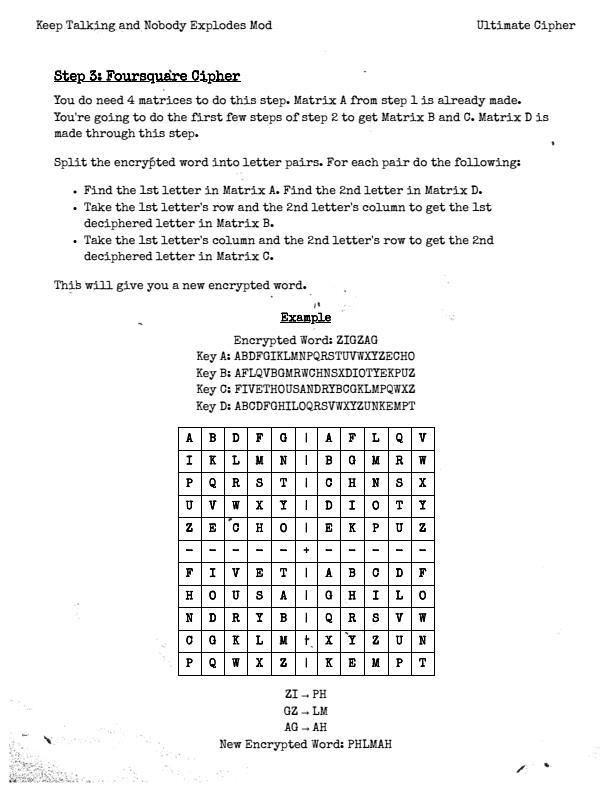 Keep Talking and Nobody Explodes Mod Ultimate Cipher
Step 3: Foursquare Cipher
You do need 4 matrices to do this step. Matrix A from step 1 is already made.
You're going to do the first few steps of step 2 to get Matrix B and C. Matrix D is
made through this step.
Split the encrypted word into letter pairs. For each pair do the following:
• Find the 1st letter in Matrix A. Find the 2nd letter in Matrix D.
• Take the 1st letter's row and the 2nd letter's column to get the 1st
deciphered letter in Matrix B.
• Take the 1st letter's column and the 2nd letter's row to get the 2nd
deciphered letter in Matrix C.
This will give you a new encrypted word.
Example
Encrypted Word: ZIGZAG
Key A: ABDFGIKLMNPQRSTUVWXYZECHO
Key B: AFLQVBGMRWCHNSXDIOTYEKPUZ
Key C: FIVETHOUSANDRYBCGKLMPQWXZ
Key D: ABCDFGHILOQRSVWXYZUNKEMPT
A B D F G | A F L Q V
I K L M N | B G M R W
P Q R S T | C H N S X
U V W X Y | D I O T Y
Z E C H O | E K P U Z
- - - - - + - - - - -
F I V E T | A B C D F
H O U S A | G H I L O
N D R Y B | Q R S V W
C G K L M | X Y Z U N
P Q W X Z | K E M P T
ZI → PH
GZ → LM
AG → AH
New Encrypted Word: PHLMAH